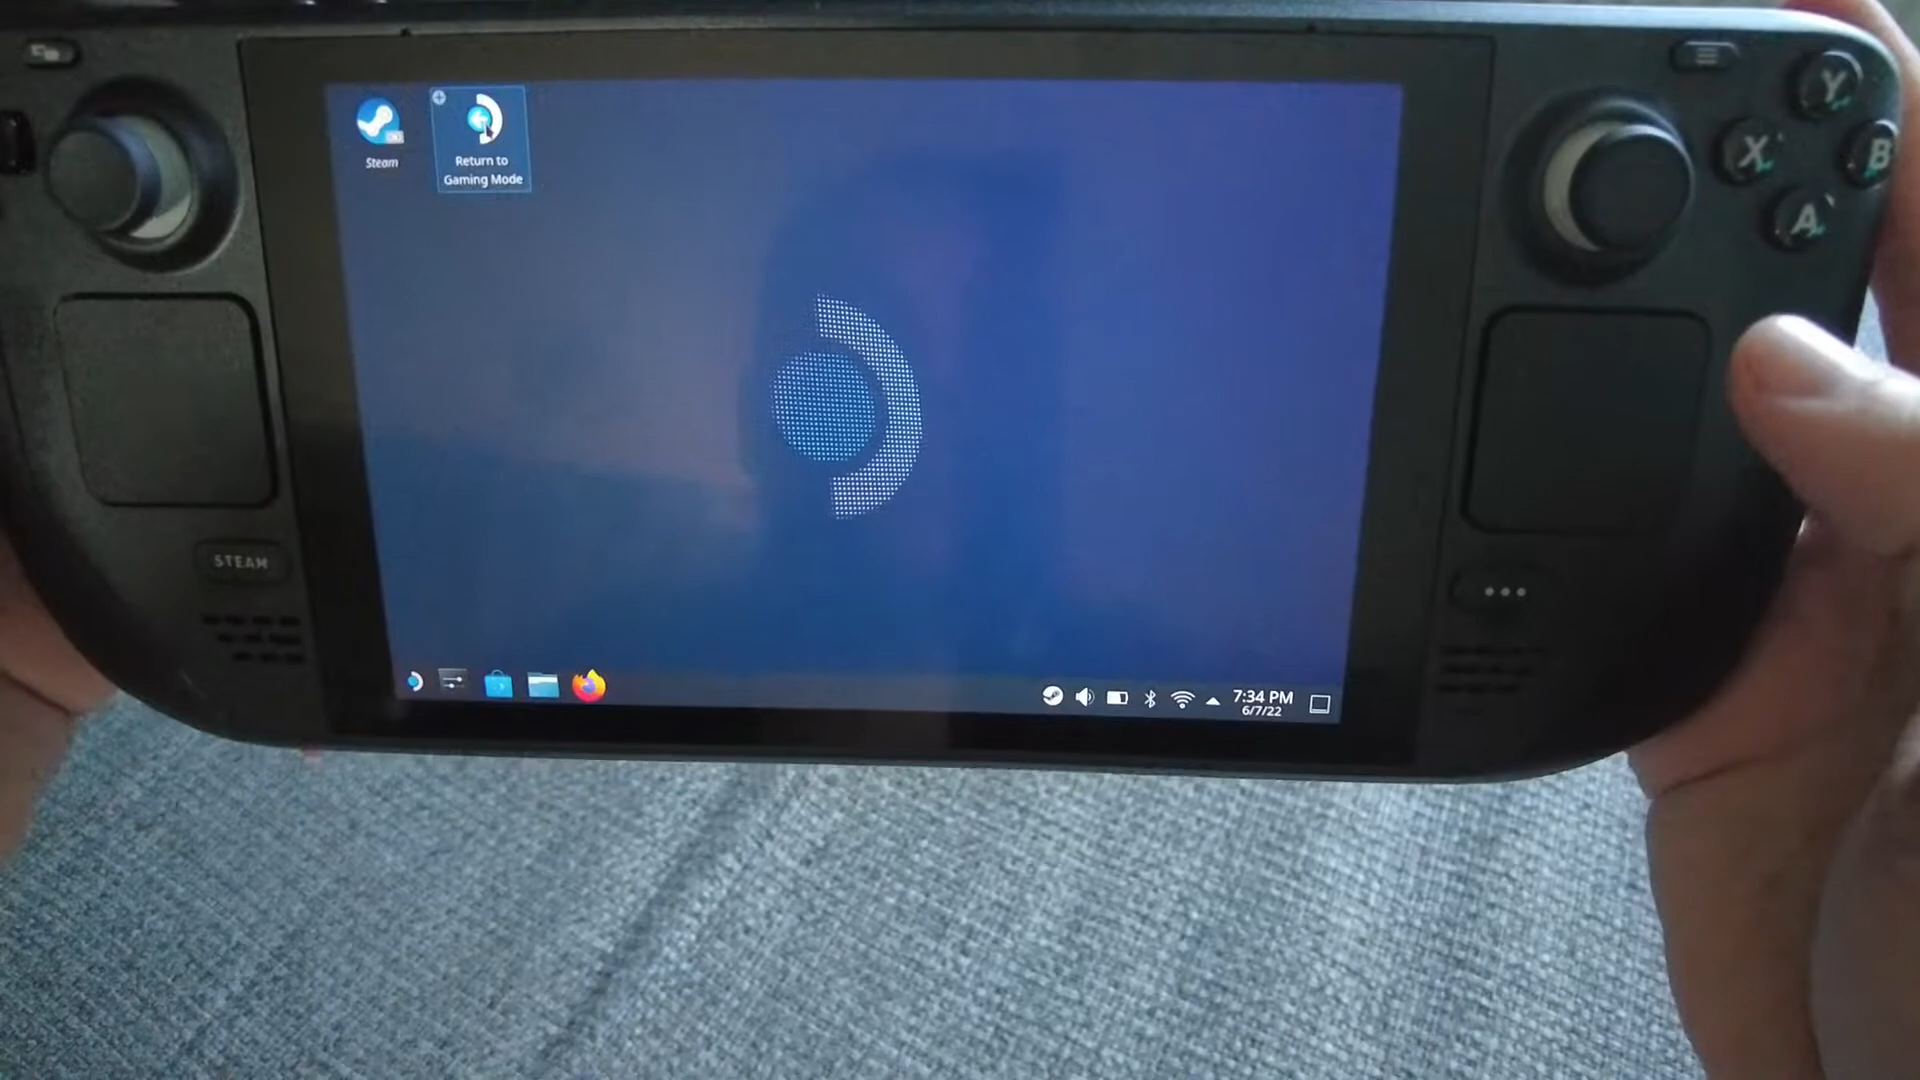 Y
X
B
A
Steam
Return to
Gaming Mode
STEAM
7:34 PM
6/7/22